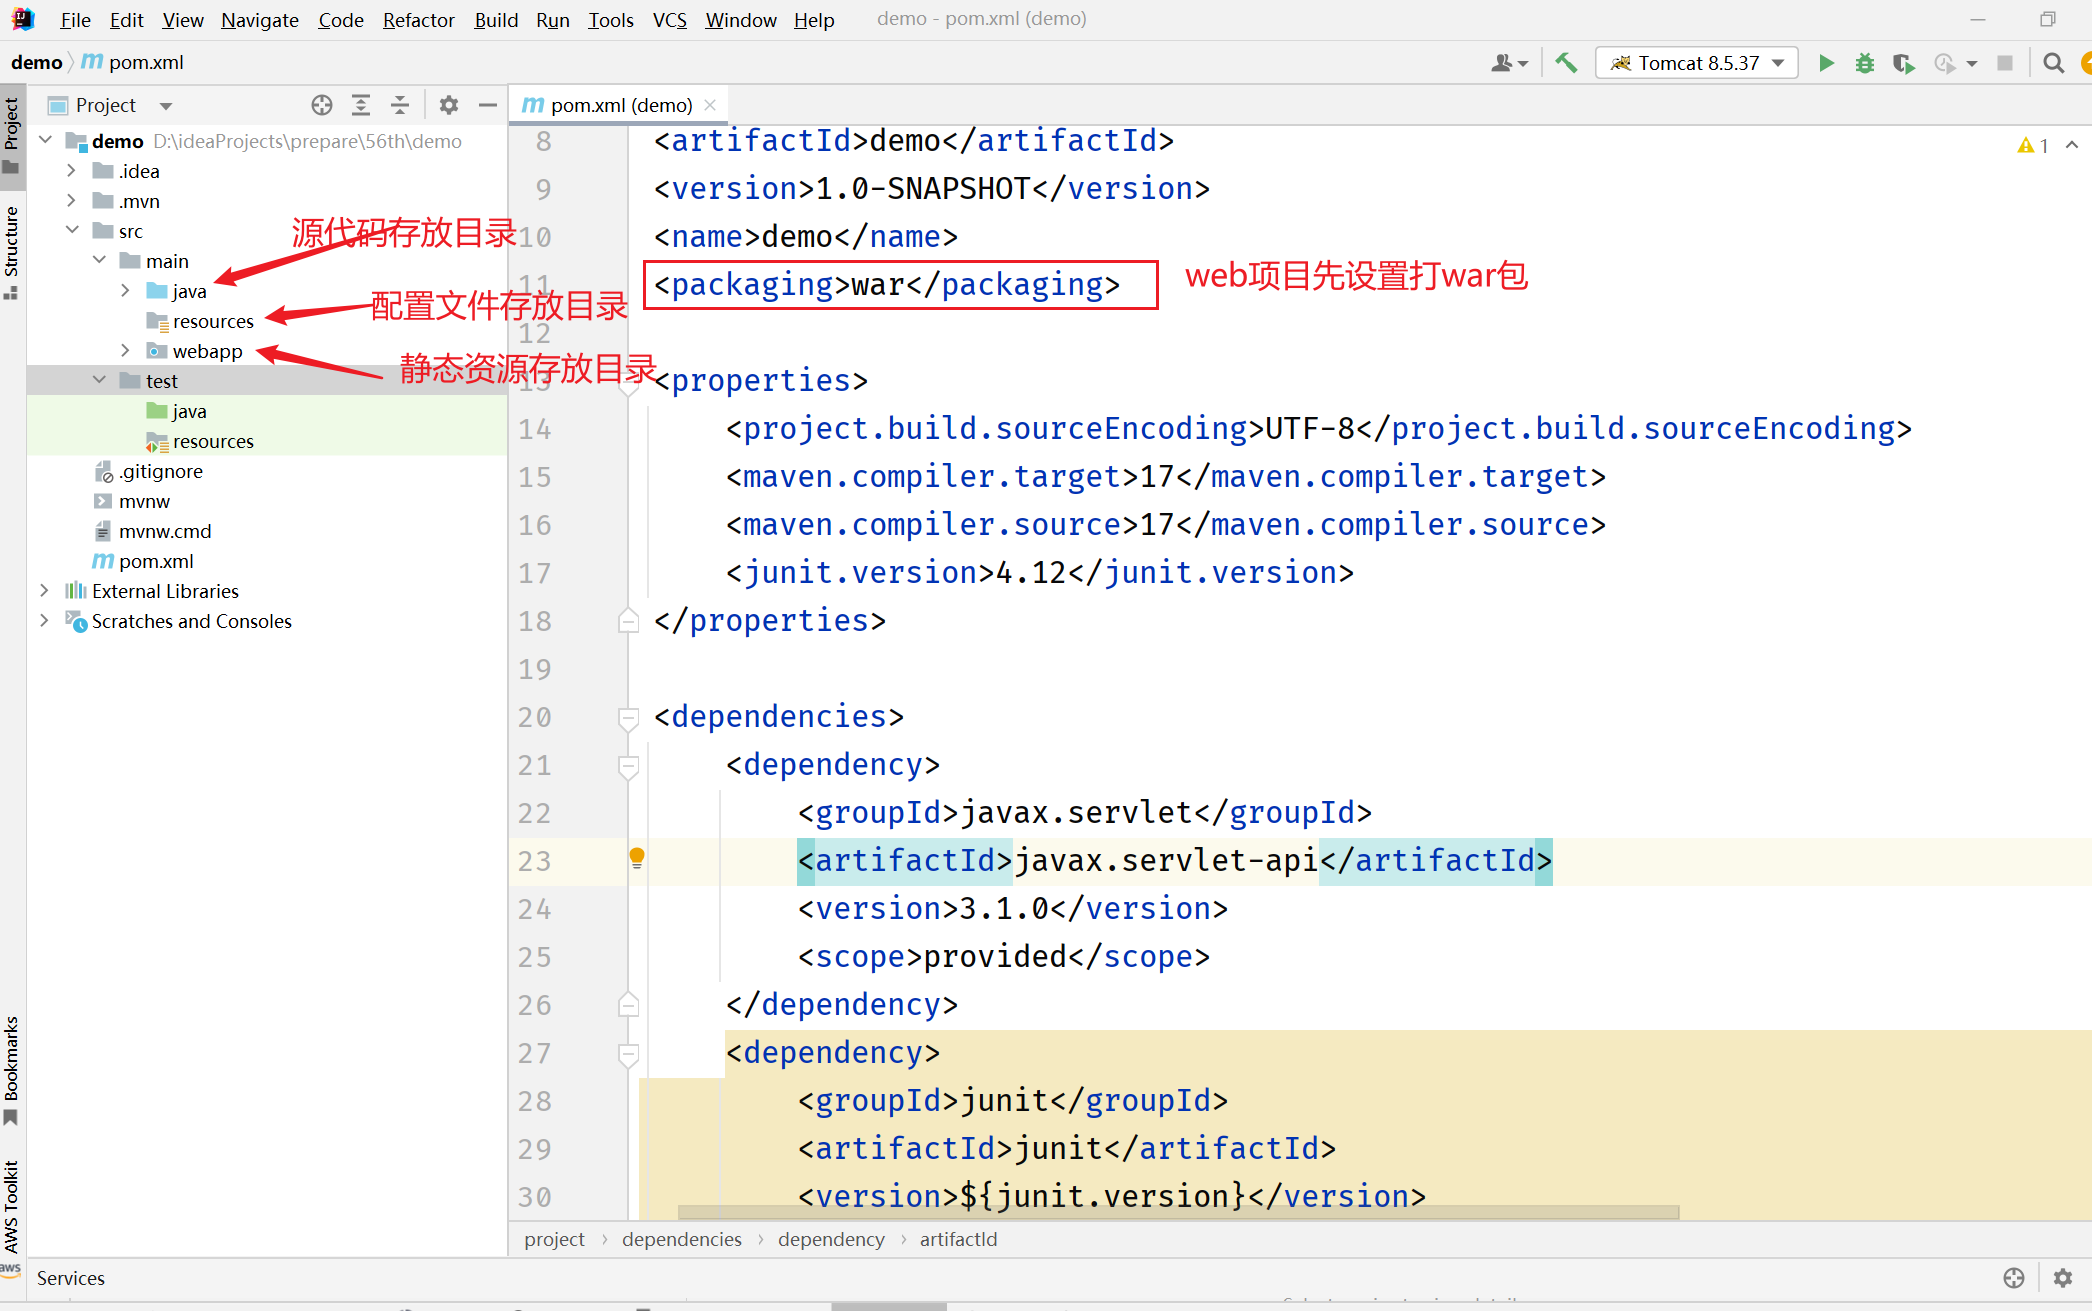 File Edit View Navigate Code Refactor Build Run Tools VCS Window Help demo - pom.xml (demo)
demo m pom.xml
Tomcat 8.5.37
Project
Structure
Bookmarks
AWS Toolkit
aws
Project
demo D:\ideaProjects\prepare\56th\demo
.idea
.mvn
src
main
java
resources
webapp
test
java
resources
.gitignore
mvnw
mvnw.cmd
m pom.xml
External Libraries
Scratches and Consoles
源代码存放目录
配置文件存放目录
静态资源存放目录
m pom.xml (demo)
1
8 <artifactId>demo</artifactId>
9 <version>1.0-SNAPSHOT</version>
10 <name>demo</name>
11 <packaging>war</packaging>
web项目先设置打war包
12
13 <properties>
14 <project.build.sourceEncoding>UTF-8</project.build.sourceEncoding>
15 <maven.compiler.target>17</maven.compiler.target>
16 <maven.compiler.source>17</maven.compiler.source>
17 <junit.version>4.12</junit.version>
18 </properties>
19
20 <dependencies>
21 <dependency>
22 <groupId>javax.servlet</groupId>
23 <artifactId>javax.servlet-api</artifactId>
24 <version>3.1.0</version>
25 <scope>provided</scope>
26 </dependency>
27 <dependency>
28 <groupId>junit</groupId>
29 <artifactId>junit</artifactId>
30 <version>${junit.version}</version>
project › dependencies › dependency › artifactId
Services